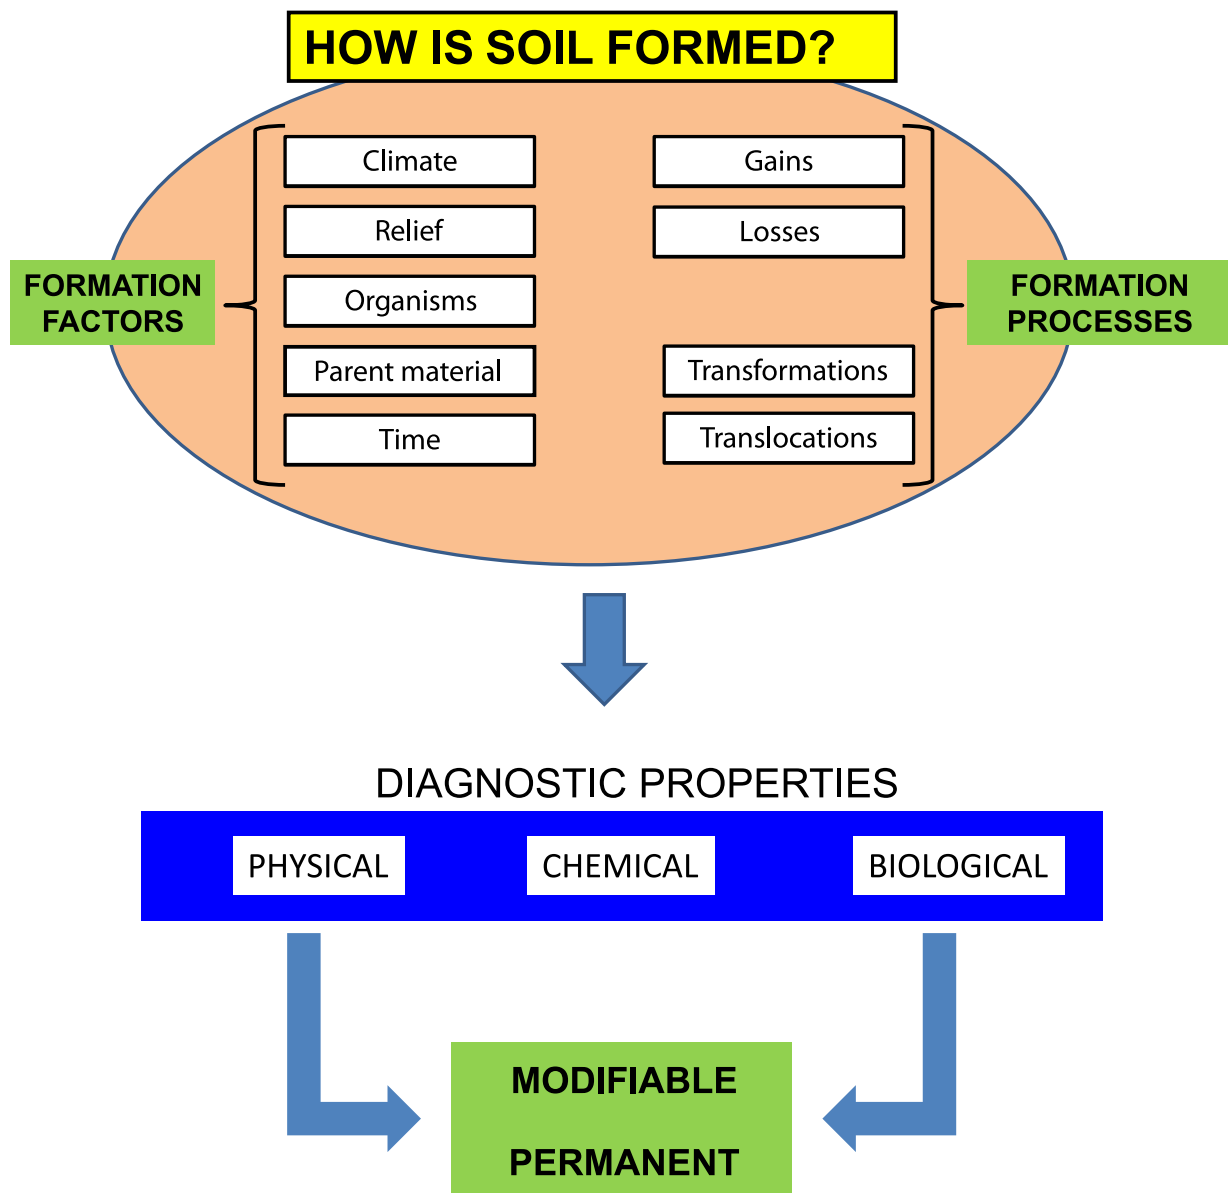 HOW IS SOIL FORMED?
FORMATION
FACTORS
Climate
Relief
Organisms
Parent material
Time
Gains
Losses
Transformations
Translocations
FORMATION
PROCESSES
DIAGNOSTIC PROPERTIES
PHYSICAL
CHEMICAL
BIOLOGICAL
MODIFIABLE
PERMANENT